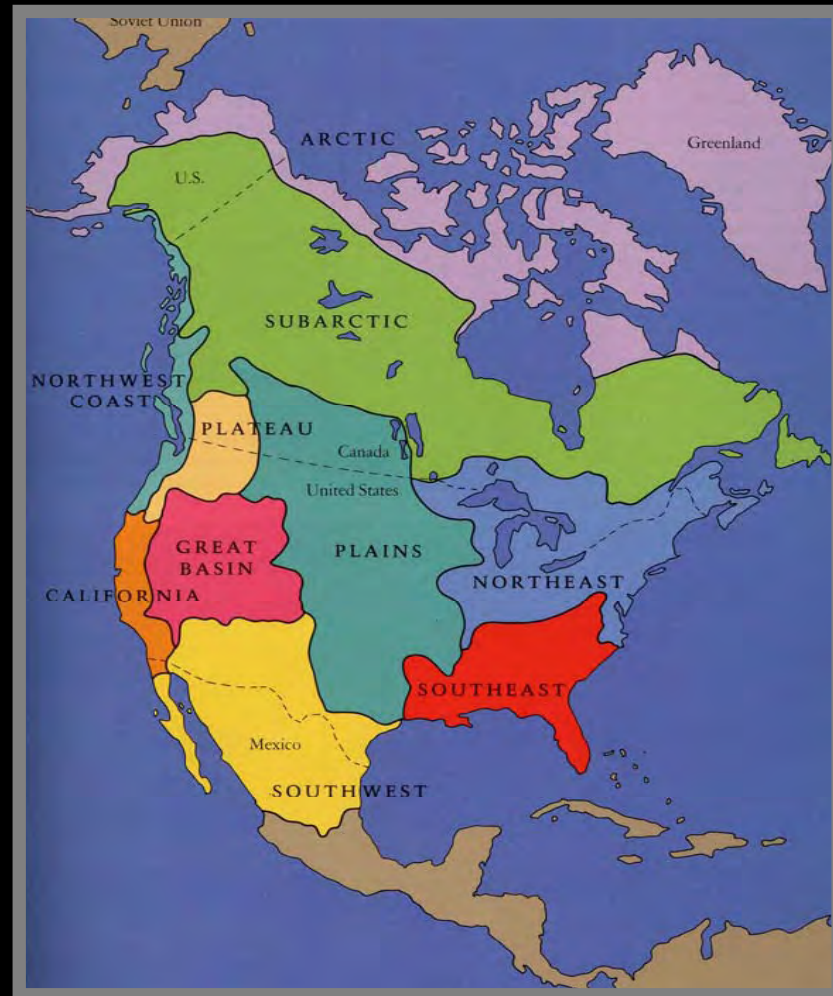 Soviet Union
ARCTIC
Greenland
U.S.
SUBARCTIC
NORTHWEST
COAST
PLATEAU
Canada
United States
GREAT
BASIN
PLAINS
NORTHEAST
CALIFORNIA
SOUTHEAST
Mexico
SOUTHWEST